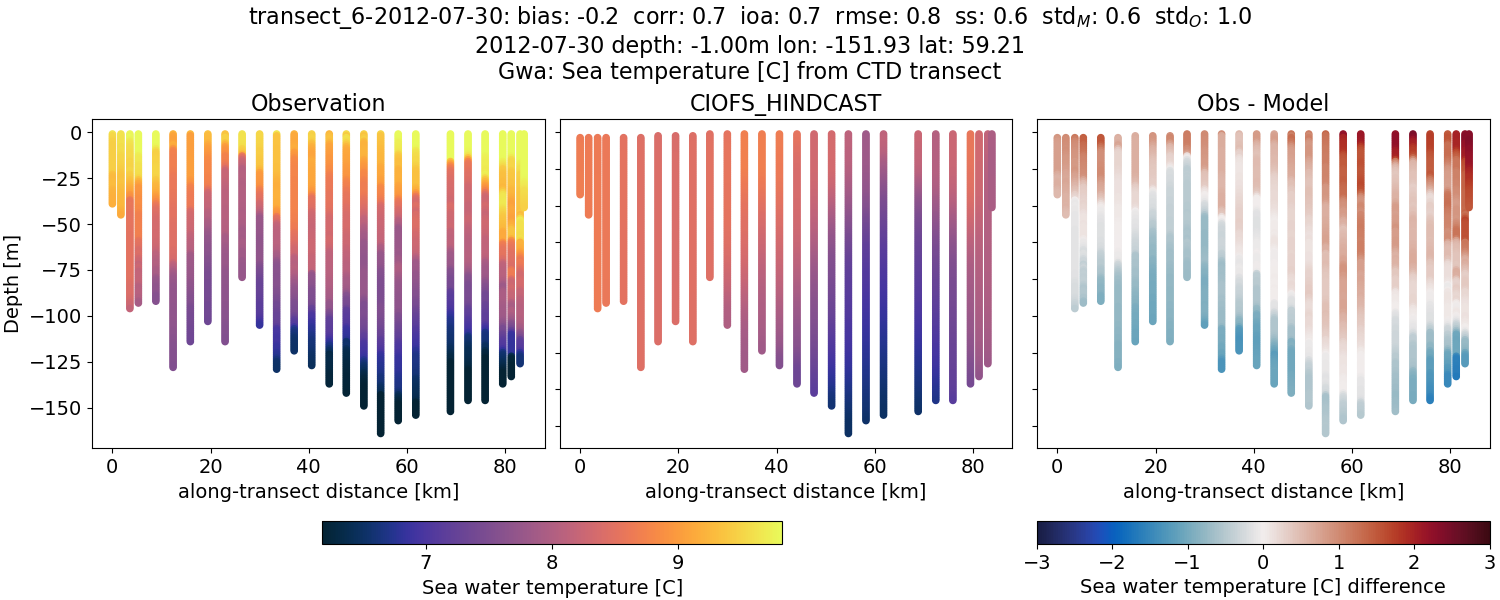 transect_6-2012-07-30: bias: -0.2  corr: 0.7  ioa: 0.7  rmse: 0.8  ss: 0.6  std_M: 0.6  std_O: 1.0
2012-07-30 depth: -1.00m lon: -151.93 lat: 59.21
Gwa: Sea temperature [C] from CTD transect
Observation
CIOFS_HINDCAST
Obs - Model
Depth [m]
0
−25
−50
−75
−100
−125
−150
0 20 40 60 80
0 20 40 60 80
0 20 40 60 80
along-transect distance [km]
along-transect distance [km]
along-transect distance [km]
7 8 9
Sea water temperature [C]
−3 −2 −1 0 1 2 3
Sea water temperature [C] difference